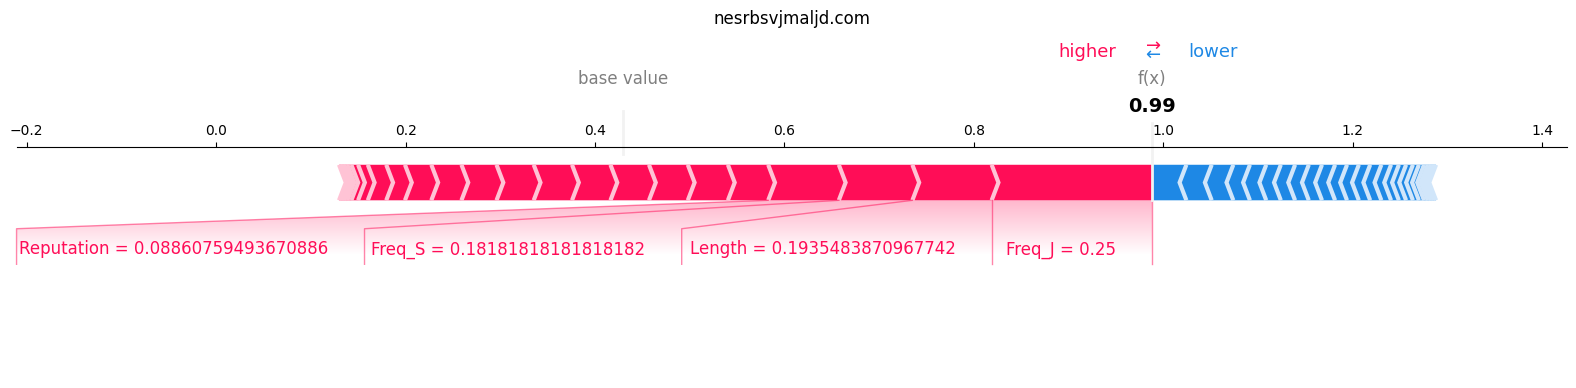 nesrbsvjmaljd.com
higher → ← lower
base value f(x)
0.99
−0.2 0.0 0.2 0.4 0.6 0.8 1.0 1.2 1.4
Reputation = 0.08860759493670886 Freq_S = 0.18181818181818182 Length = 0.1935483870967742 Freq_J = 0.25